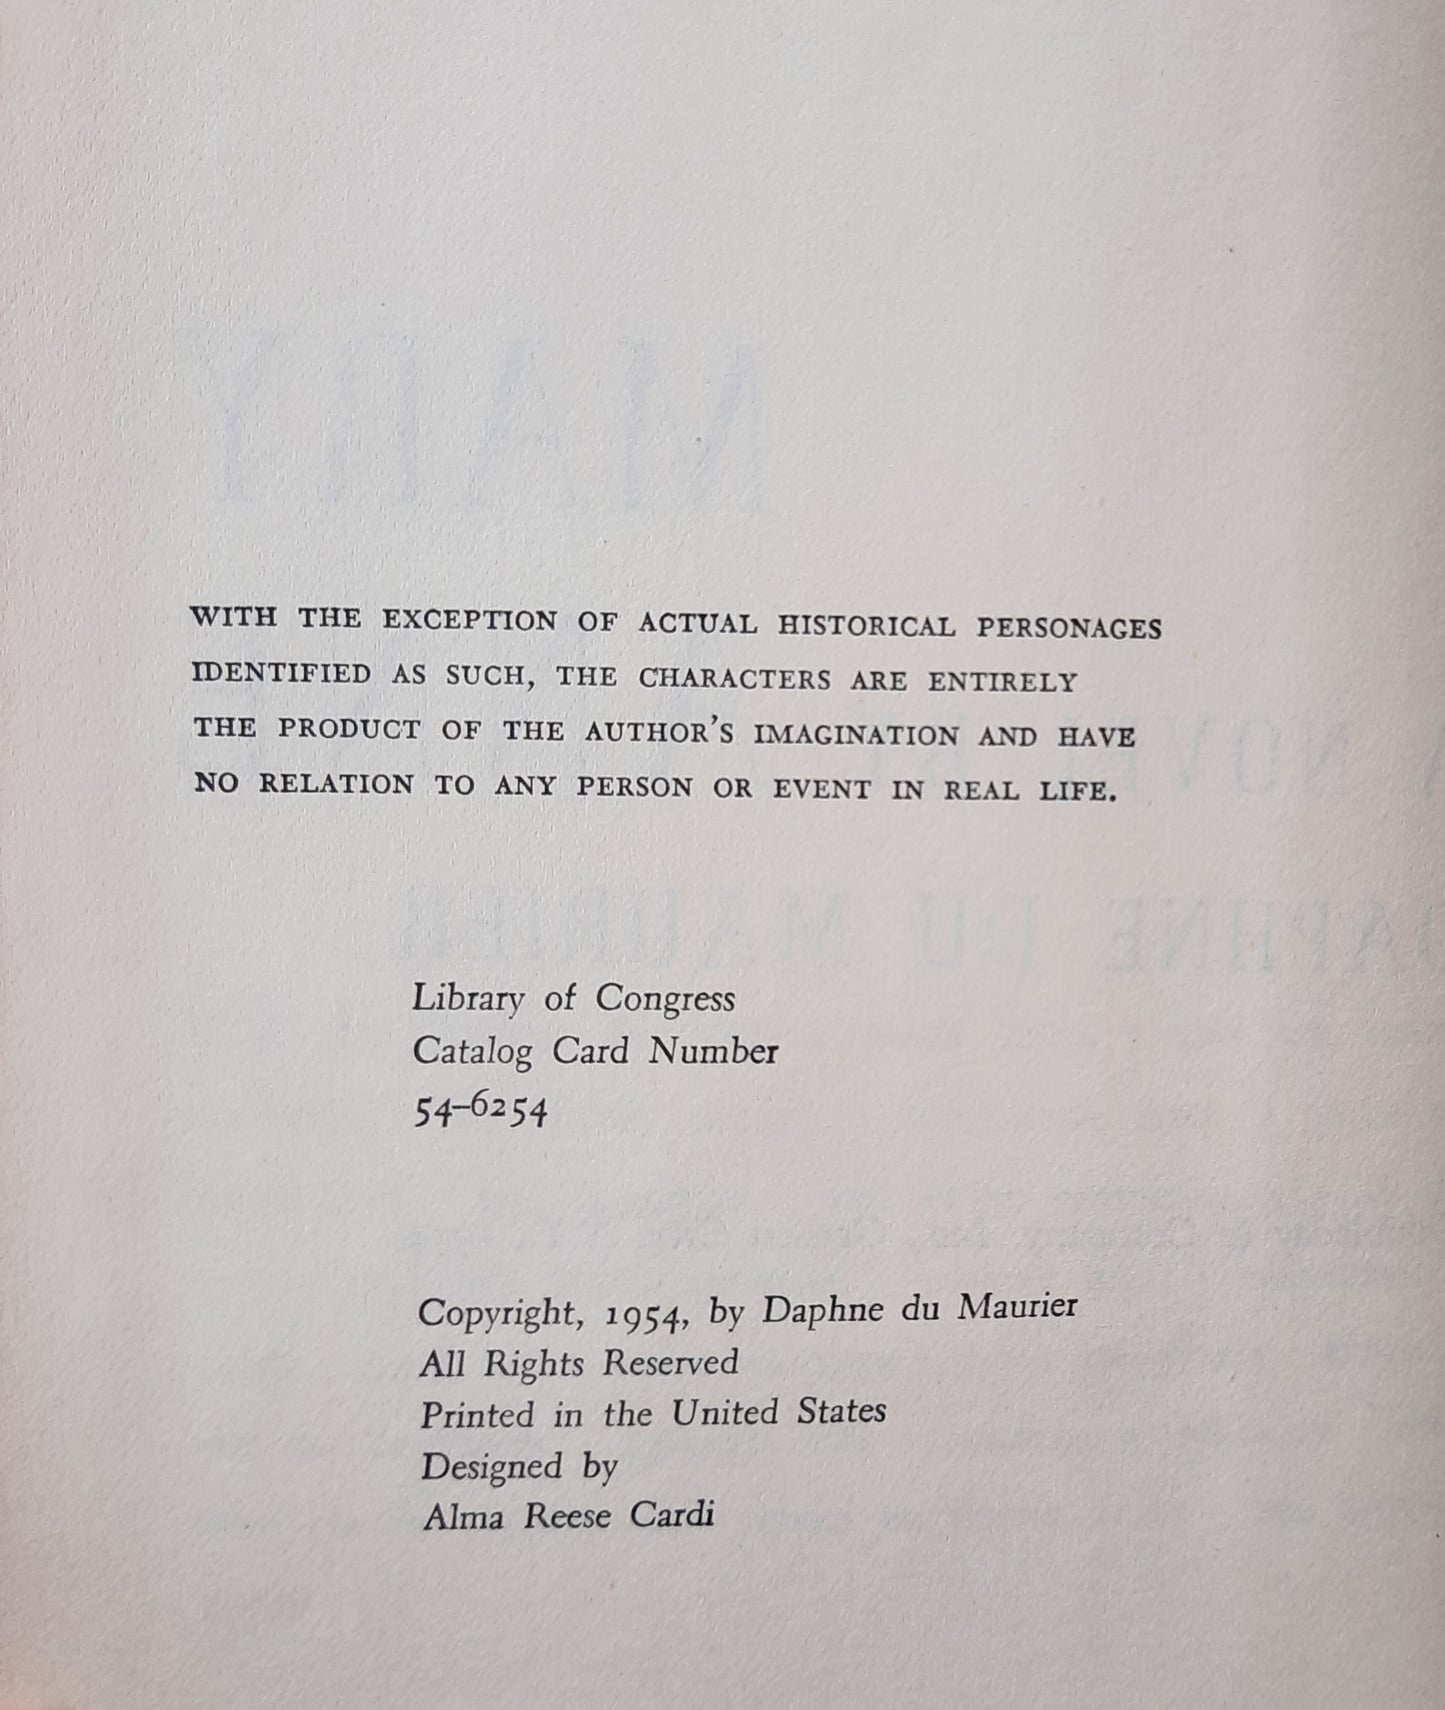 WITH THE EXCEPTION OF ACTUAL HISTORICAL PERSONAGES
IDENTIFIED AS SUCH, THE CHARACTERS ARE ENTIRELY
THE PRODUCT OF THE AUTHOR'S IMAGINATION AND HAVE
NO RELATION TO ANY PERSON OR EVENT IN REAL LIFE.
Library of Congress
Catalog Card Number
54–6254
Copyright, 1954, by Daphne du Maurier
All Rights Reserved
Printed in the United States
Designed by
Alma Reese Cardi